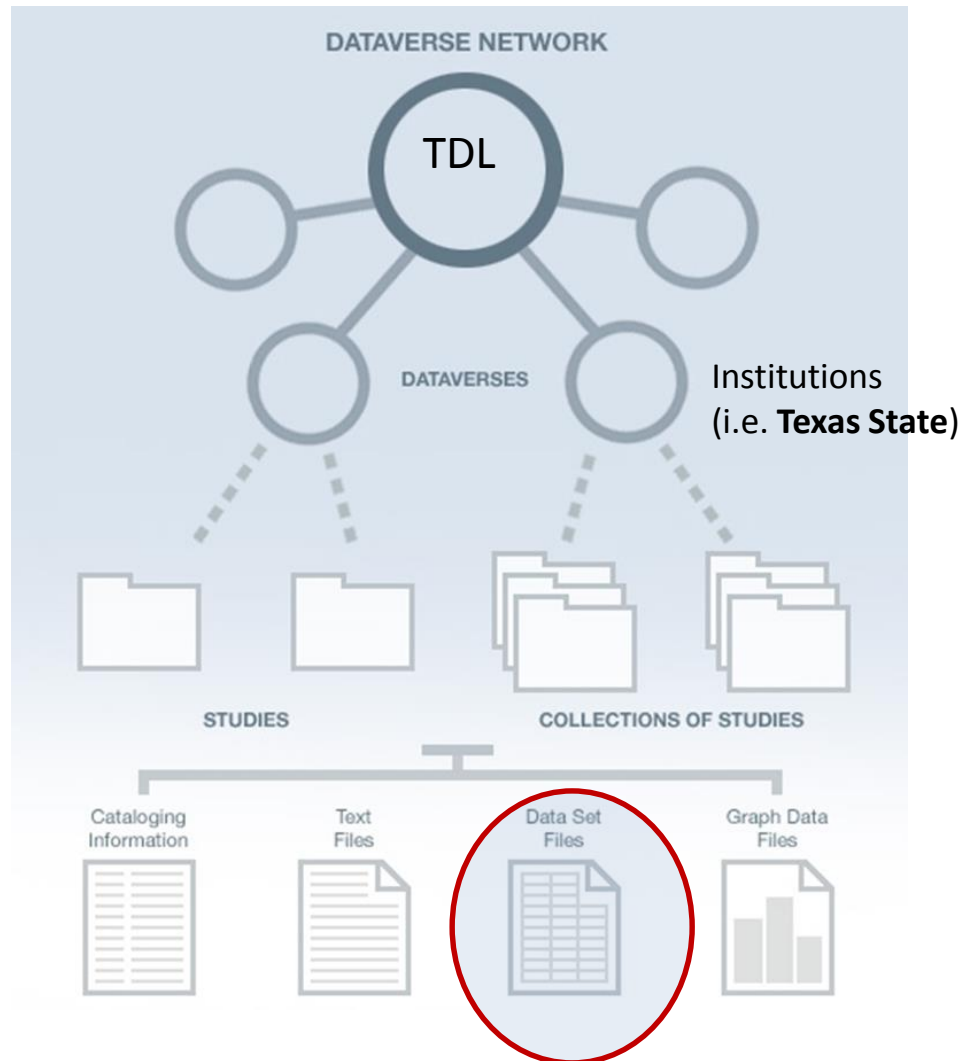 DATAVERSE NETWORK
TDL
DATAVERSES
Institutions
(i.e. Texas State)
STUDIES
COLLECTIONS OF STUDIES
Cataloging
Information
Text
Files
Data Set
Files
Graph Data
Files